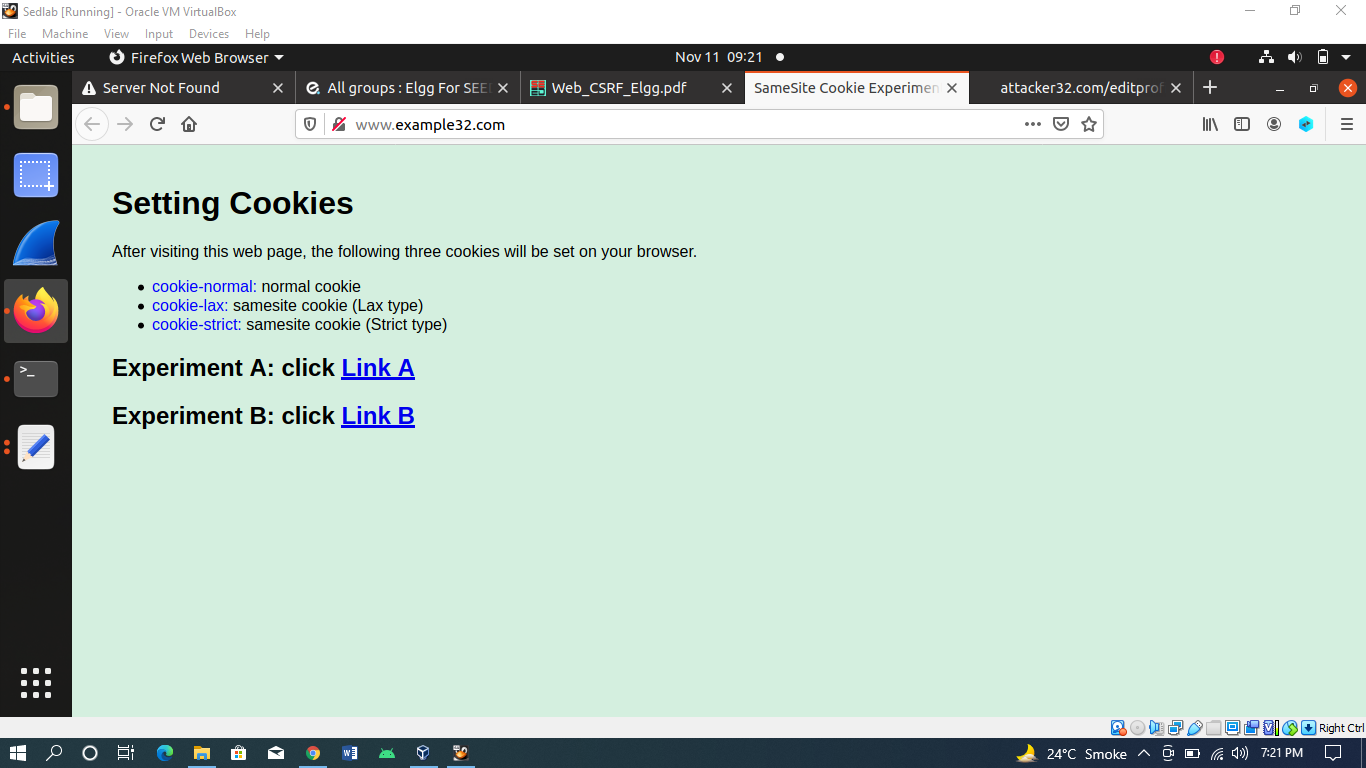 Sedlab [Running] - Oracle VM VirtualBox
File Machine View Input Devices Help
Activities Firefox Web Browser Nov 11 09:21
Server Not Found All groups : Elgg For SEE Web_CSRF_Elgg.pdf SameSite Cookie Experimen attacker32.com/editprof
www.example32.com
Setting Cookies
After visiting this web page, the following three cookies will be set on your browser.
cookie-normal: normal cookie
cookie-lax: samesite cookie (Lax type)
cookie-strict: samesite cookie (Strict type)
Experiment A: click Link A
Experiment B: click Link B
Right Ctrl
24°C Smoke 7:21 PM